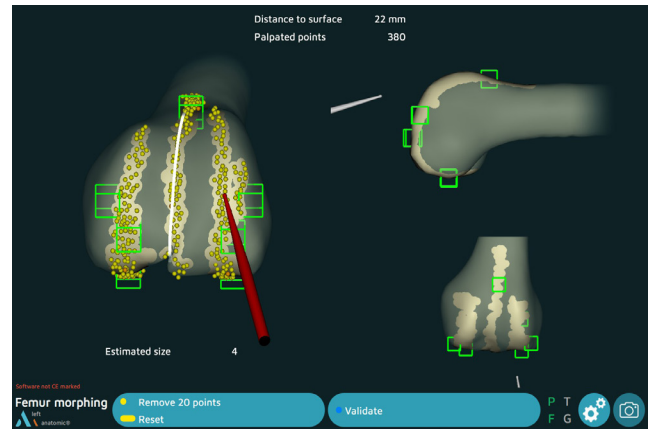 Distance to surface 22 mm
Palpated points 380
Estimated size 4
Software not CE marked
Femur morphing
left
anatomic®
Remove 20 points
Reset
Validate
P T
F G